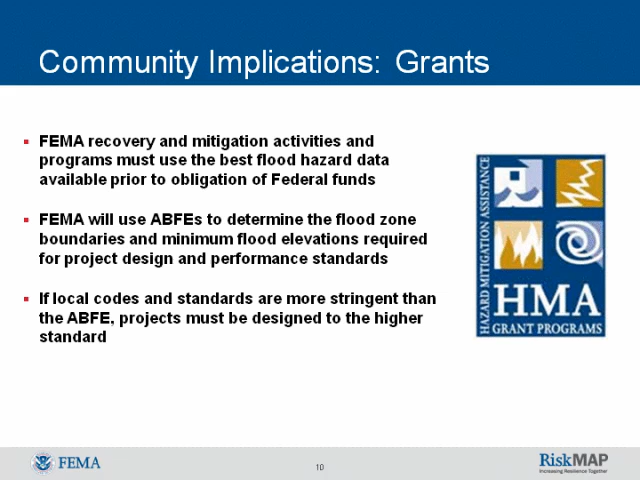 Community Implications: Grants
▪ FEMA recovery and mitigation activities and
programs must use the best flood hazard data
available prior to obligation of Federal funds
▪ FEMA will use ABFEs to determine the flood zone
boundaries and minimum flood elevations required
for project design and performance standards
▪ If local codes and standards are more stringent than
the ABFE, projects must be designed to the higher
standard
HAZARD MITIGATION ASSISTANCE
HMA
GRANT PROGRAMS
FEMA
10
RiskMAP
Increasing Resilience Together